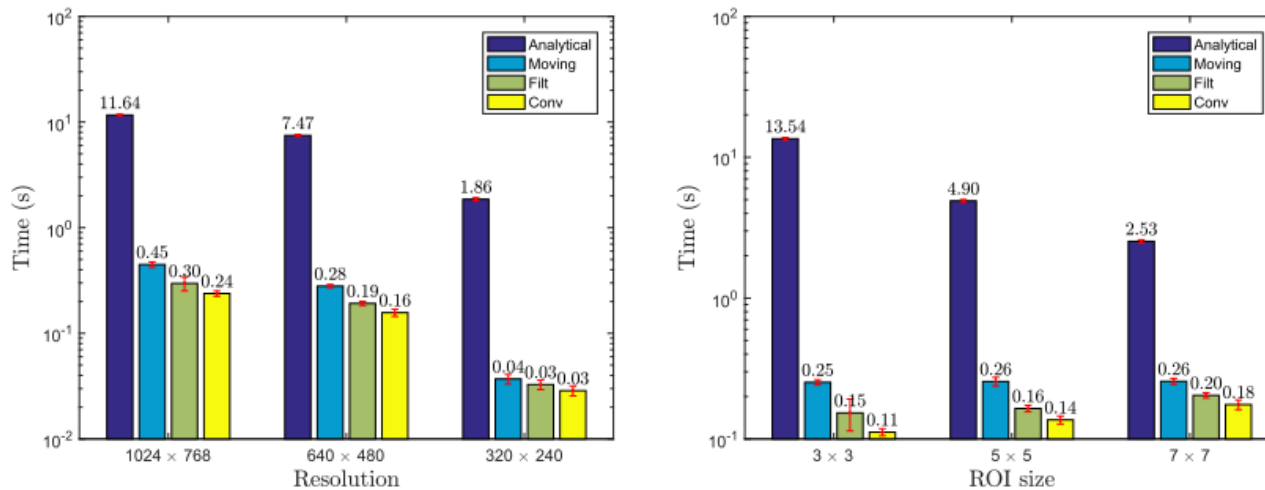 10^2
10^1
10^0
10^-1
10^-2
Time (s)
11.64
0.45
0.30
0.24
7.47
0.28
0.19
0.16
1.86
0.04
0.03
0.03
1024 × 768
640 × 480
320 × 240
Resolution
Analytical
Moving
Filt
Conv
10^2
10^1
10^0
10^-1
Time (s)
13.54
0.25
0.15
0.11
4.90
0.26
0.16
0.14
2.53
0.26
0.20
0.18
3 × 3
5 × 5
7 × 7
ROI size
Analytical
Moving
Filt
Conv